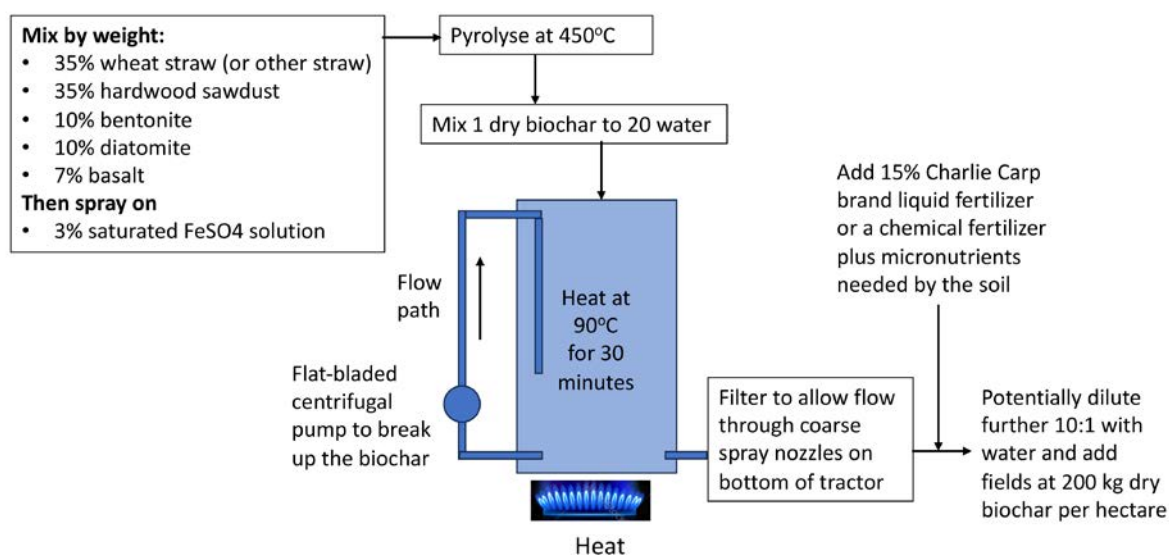 Mix by weight:
• 35% wheat straw (or other straw)
• 35% hardwood sawdust
• 10% bentonite
• 10% diatomite
• 7% basalt
Then spray on
• 3% saturated FeSO4 solution
Pyrolyse at 450°C
Mix 1 dry biochar to 20 water
Flow
path
Flat-bladed
centrifugal
pump to break
up the biochar
Heat at
90°C
for 30
minutes
Heat
Filter to allow flow
through coarse
spray nozzles on
bottom of tractor
Add 15% Charlie Carp
brand liquid fertilizer
or a chemical fertilizer
plus micronutrients
needed by the soil
Potentially dilute
further 10:1 with
water and add
fields at 200 kg dry
biochar per hectare